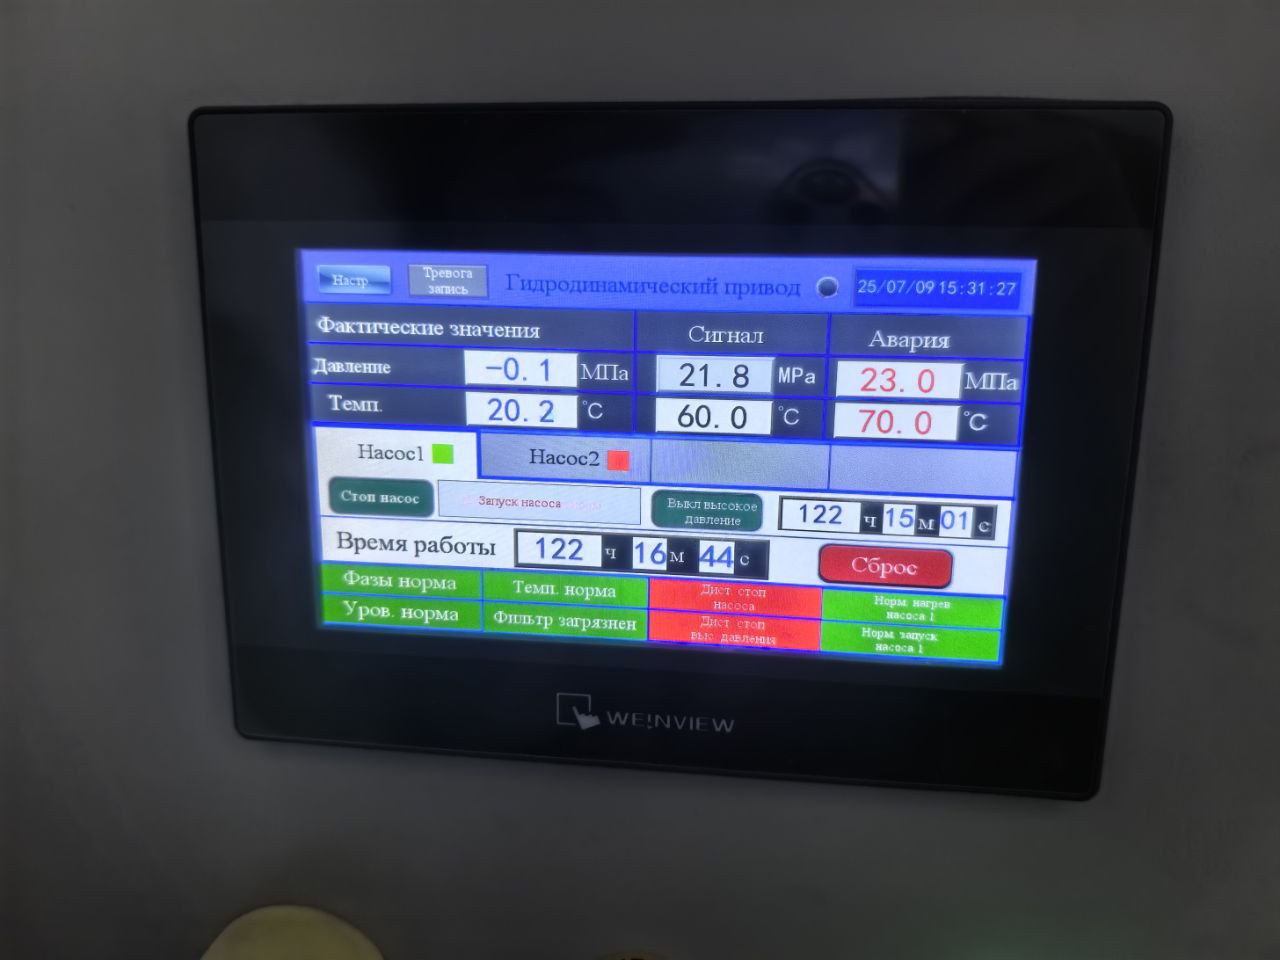 Настр
Тревога
запись
Гидродинамический привод
25/07/09 15:31:27
Фактические значения
Сигнал
Авария
Давление
-0.1 МПа
21.8 MPa
23.0 МПа
Темп.
20.2 °C
60.0 °C
70.0 °C
Насос1
Насос2
Стоп насос
Запуск насоса
Выкл высокое
давление
122 ч 15 м 01 с
Время работы
122 ч 16 м 44 с
Сброс
Фазы норма
Темп. норма
Дист. стоп
насоса
Норм. нагрев
насоса 1
Уров. норма
Фильтр загрязнен
Дист. стоп
выс. давления
Норм. запуск
насоса 1
WEINVIEW